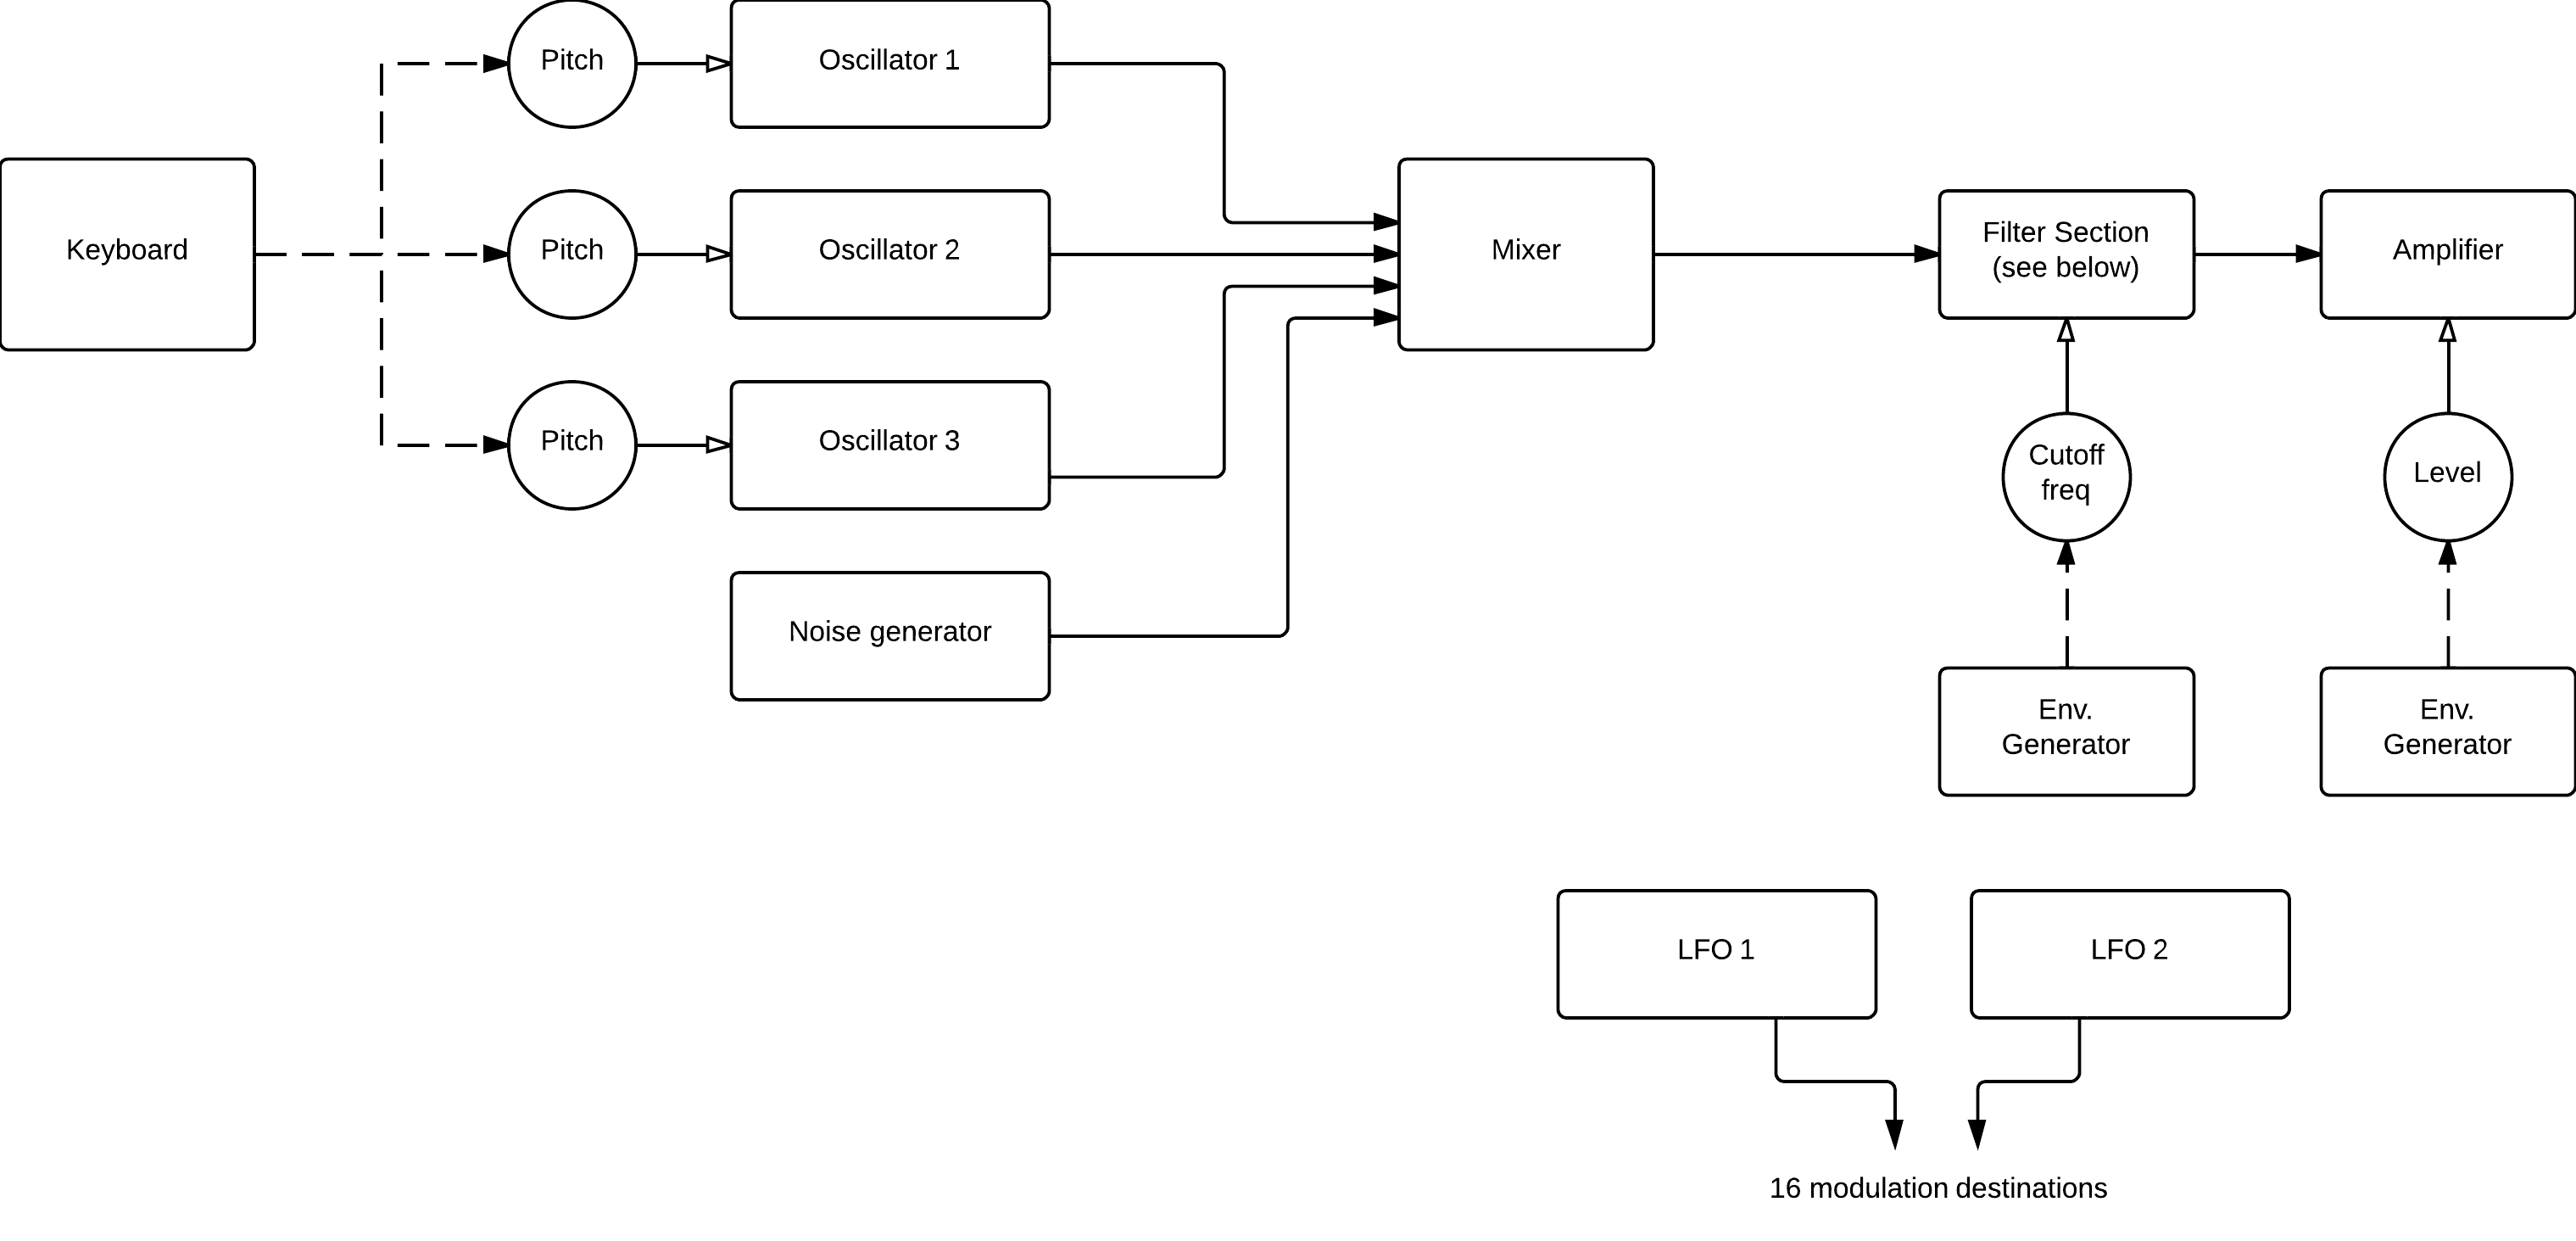 Pitch
Oscillator 1
Keyboard
Pitch
Oscillator 2
Mixer
Filter Section
(see below)
Amplifier
Pitch
Oscillator 3
Cutoff
freq
Level
Noise generator
Env.
Generator
Env.
Generator
LFO 1
LFO 2
16 modulation destinations